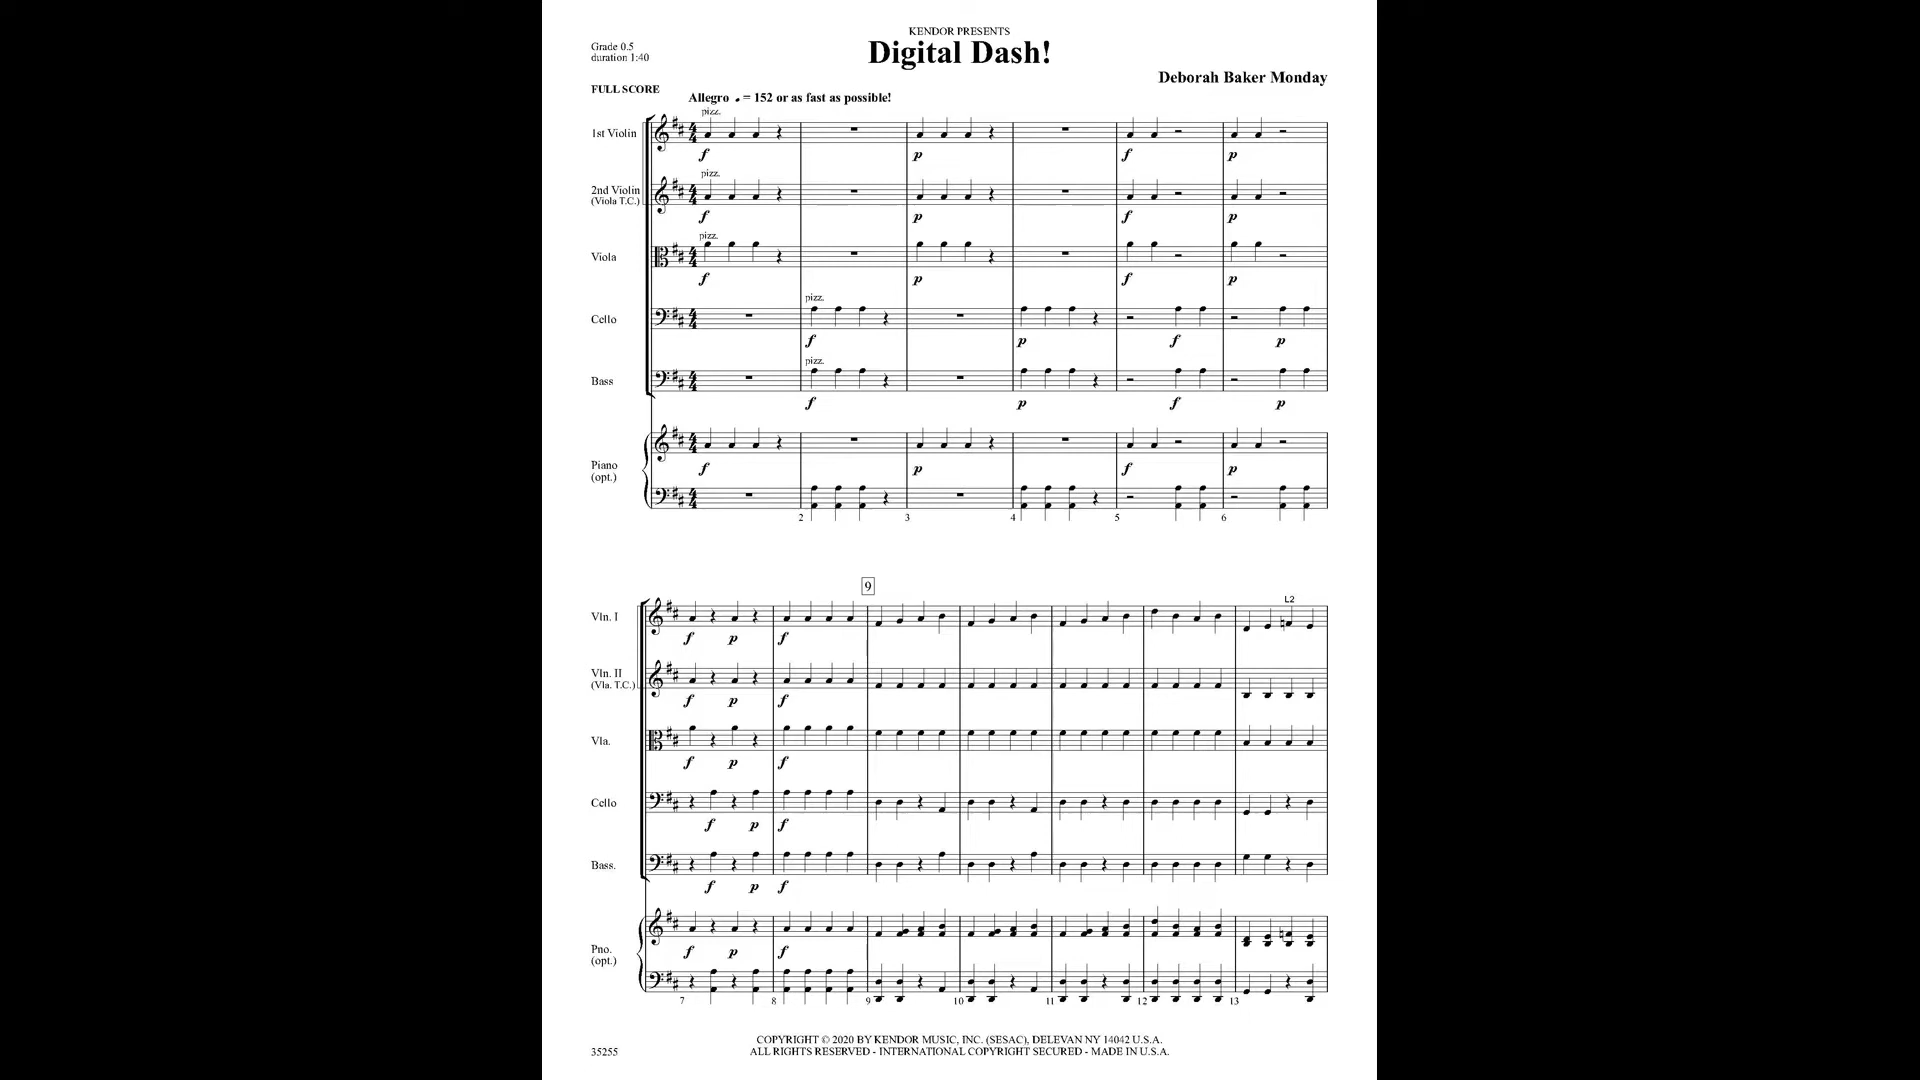 KENDOR PRESENTS
Digital Dash!
Grade 0.5
duration 1:40
Deborah Baker Monday
FULL SCORE
Allegro ♩ = 152 or as fast as possible!
1st Violin
pizz.
f p f p
2nd Violin
(Viola T.C.)
pizz.
f p f p
Viola
pizz.
f p f p
Cello
pizz.
f p f p
Bass
pizz.
f p f p
Piano
(opt.)
f p f p
2 3 4 5 6
9
Vln. I
L2
f p f
Vln. II
(Vla. T.C.)
f p f
Vla.
f p f
Cello
f p f
Bass.
f p f
Pno.
(opt.)
f p f
7 8 9 10 11 12 13
COPYRIGHT © 2020 BY KENDOR MUSIC, INC. (SESAC), DELEVAN NY 14042 U.S.A.
35255
ALL RIGHTS RESERVED - INTERNATIONAL COPYRIGHT SECURED - MADE IN U.S.A.